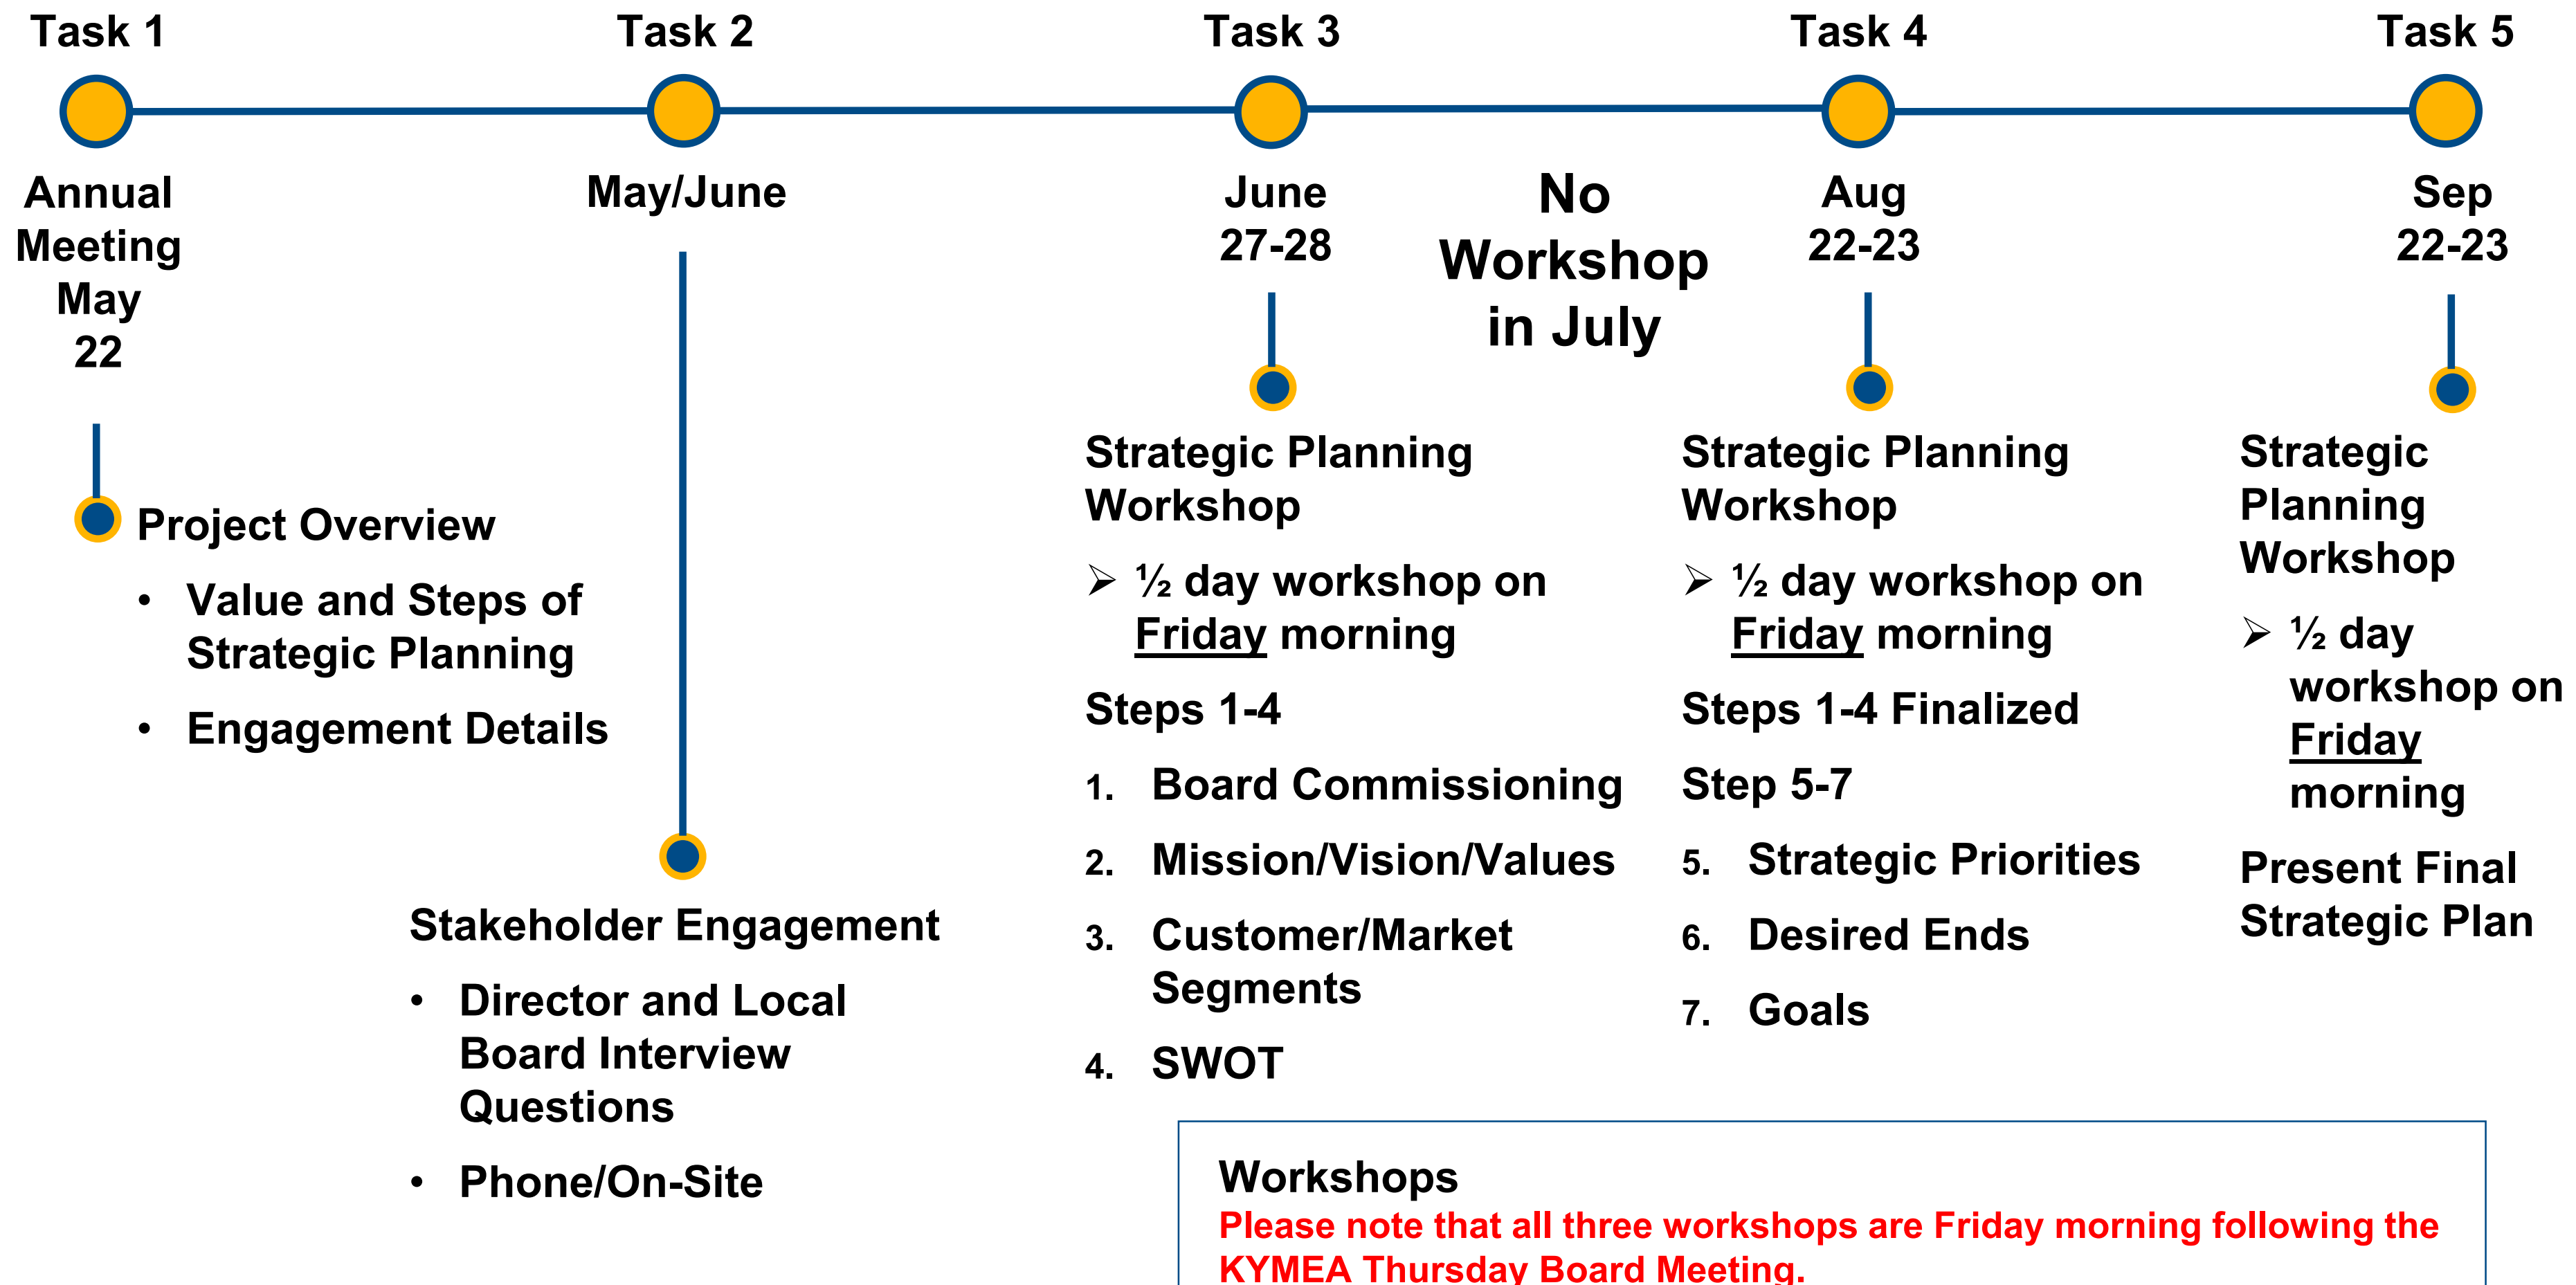 Task 1
Task 2
Task 3
Task 4
Task 5
Annual
Meeting
May
22
May/June
June
27-28
No
Workshop
in July
Aug
22-23
Sep
22-23
Project Overview
• Value and Steps of
Strategic Planning
• Engagement Details
Stakeholder Engagement
• Director and Local
Board Interview
Questions
• Phone/On-Site
Strategic Planning
Workshop
➢ ½ day workshop on
Friday morning
Steps 1-4
1. Board Commissioning
2. Mission/Vision/Values
3. Customer/Market
Segments
4. SWOT
Strategic Planning
Workshop
➢ ½ day workshop on
Friday morning
Steps 1-4 Finalized
Step 5-7
5. Strategic Priorities
6. Desired Ends
7. Goals
Strategic
Planning
Workshop
➢ ½ day
workshop on
Friday
morning
Present Final
Strategic Plan
Workshops
Please note that all three workshops are Friday morning following the
KYMEA Thursday Board Meeting.